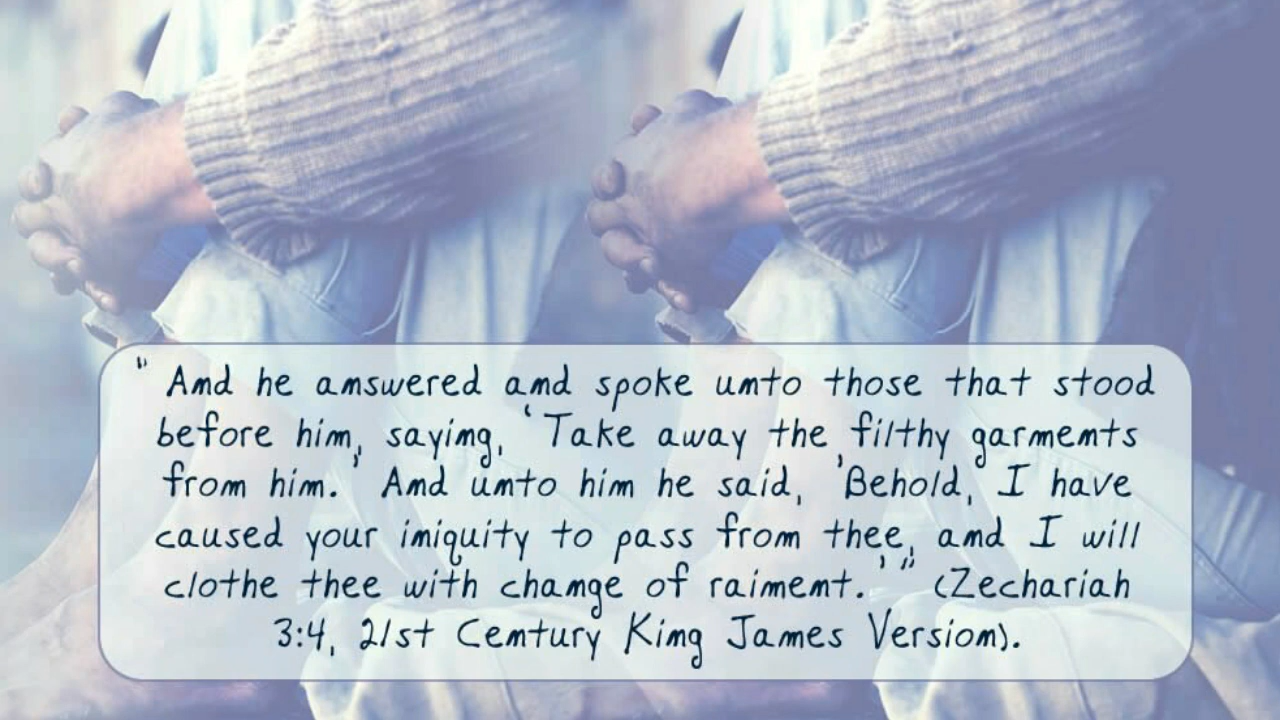 " And he answered and spoke unto those that stood
before him, saying, 'Take away the filthy garments
from him.' And unto him he said, 'Behold, I have
caused your iniquity to pass from thee, and I will
clothe thee with change of raiment.'" (Zechariah
3:4, 21st Century King James Version).